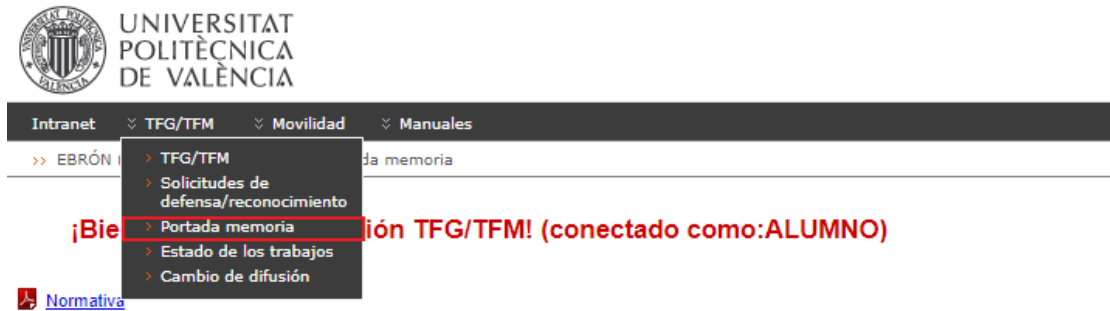 UNIVERSITAT
POLITÈCNICA
DE VALÈNCIA
Intranet TFG/TFM Movilidad Manuales
>> EBRÓN da memoria
TFG/TFM
Solicitudes de
defensa/reconocimiento
Portada memoria
Estado de los trabajos
Cambio de difusión
¡Bie ión TFG/TFM! (conectado como:ALUMNO)
Normativa